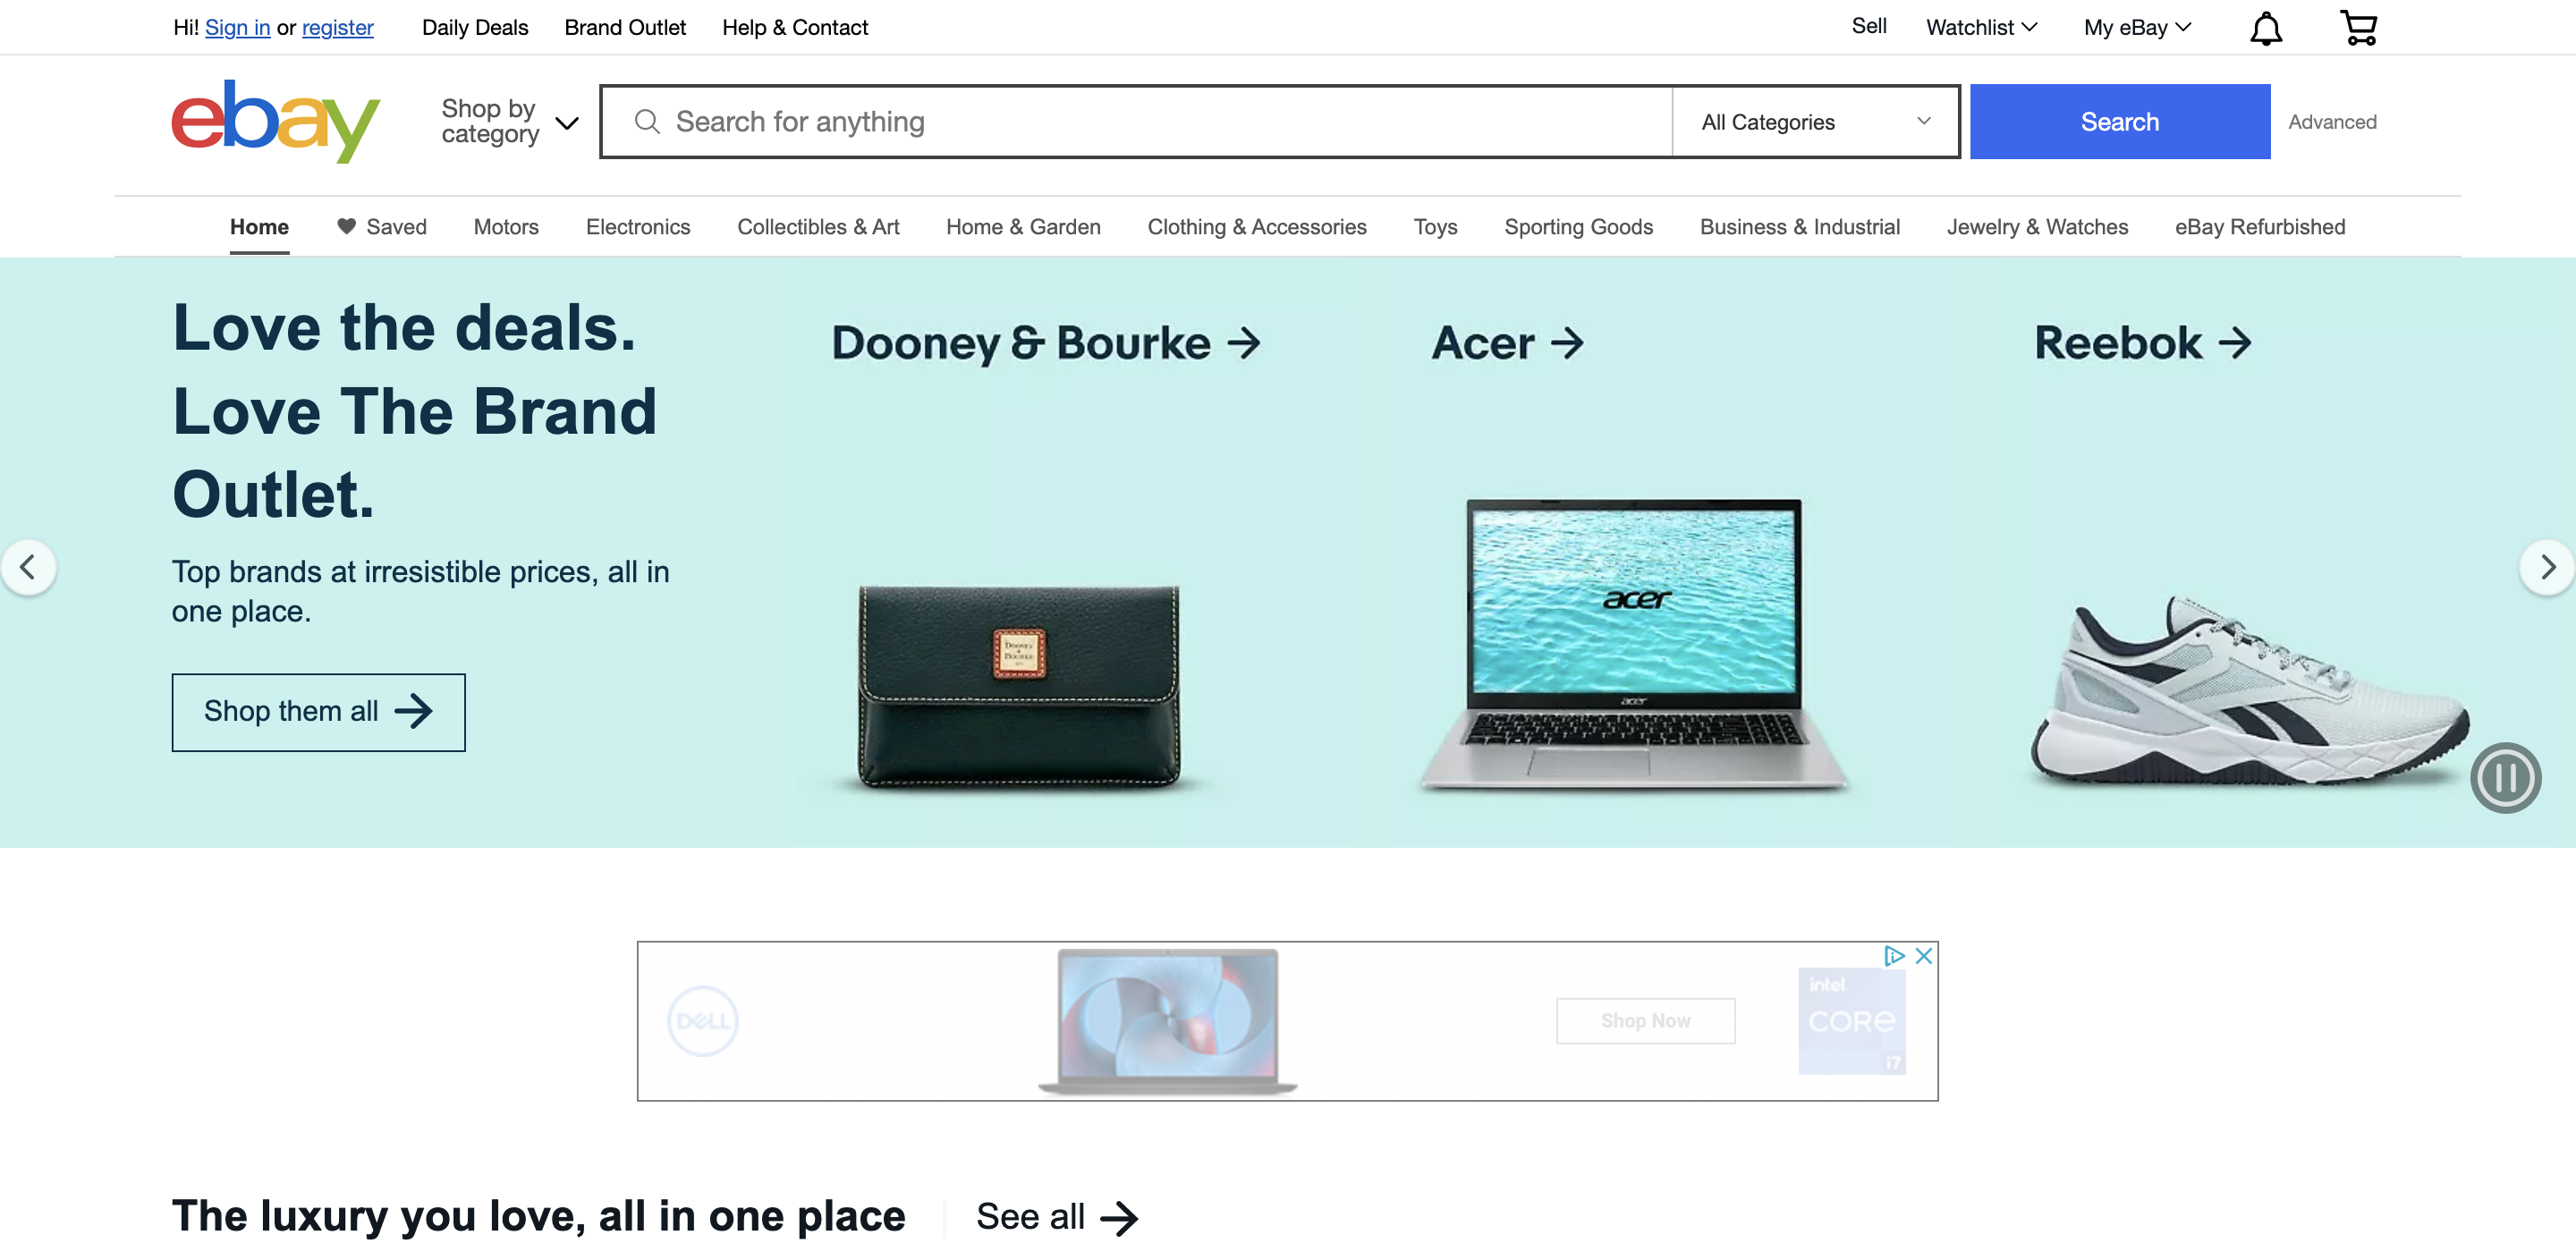 Hi! Sign in or register Daily Deals Brand Outlet Help & Contact Sell Watchlist My eBay
ebay
Shop by
category
Search for anything
All Categories
Search
Advanced
Home Saved Motors Electronics Collectibles & Art Home & Garden Clothing & Accessories Toys Sporting Goods Business & Industrial Jewelry & Watches eBay Refurbished
Love the deals.
Love The Brand
Outlet.
Top brands at irresistible prices, all in
one place.
Shop them all
Dooney & Bourke
Acer
Reebok
DOONEY
&
BOURKE
acer
acer
DELL
Shop Now
intel
CORE
i7
The luxury you love, all in one place
See all